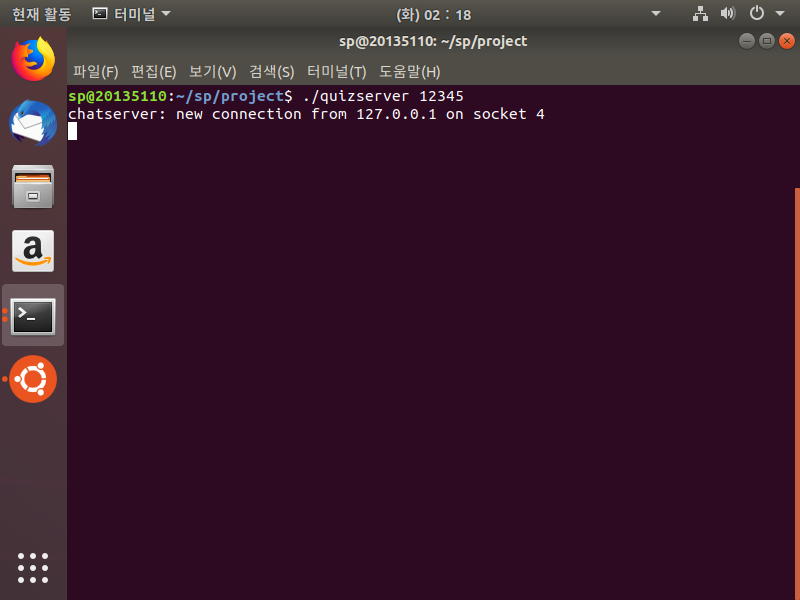 현재 활동 터미널 (화) 02 : 18
sp@20135110: ~/sp/project
파일(F) 편집(E) 보기(V) 검색(S) 터미널(T) 도움말(H)
sp@20135110:~/sp/project$ ./quizserver 12345
chatserver: new connection from 127.0.0.1 on socket 4
a